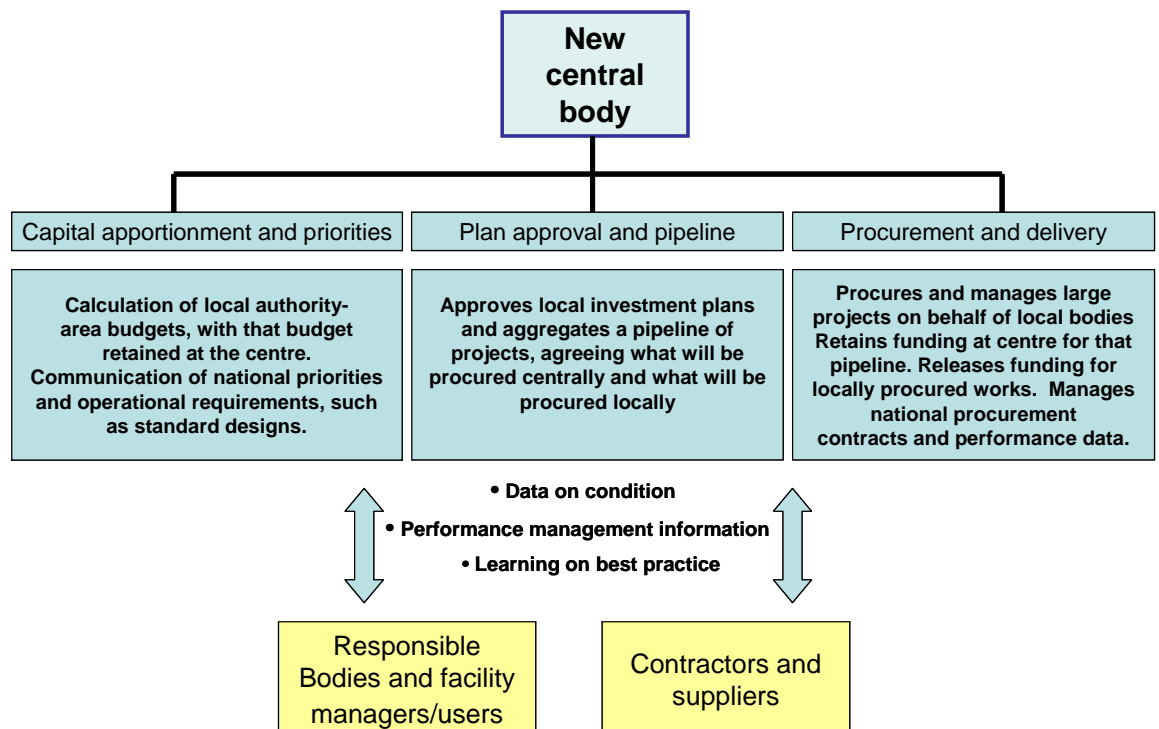 New
central
body
Capital apportionment and priorities
Plan approval and pipeline
Procurement and delivery
Calculation of local authority-
area budgets, with that budget
retained at the centre.
Communication of national priorities
and operational requirements, such
as standard designs.
Approves local investment plans
and aggregates a pipeline of
projects, agreeing what will be
procured centrally and what will be
procured locally
Procures and manages large
projects on behalf of local bodies
Retains funding at centre for that
pipeline. Releases funding for
locally procured works.  Manages
national procurement
contracts and performance data.
• Data on condition
• Performance management information
• Learning on best practice
Responsible
Bodies and facility
managers/users
Contractors and
suppliers